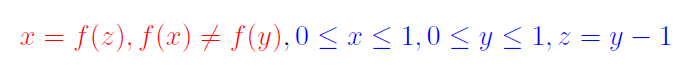 x = f(z), f(x) ≠ f(y), 0 ≤ x ≤ 1, 0 ≤ y ≤ 1, z = y − 1